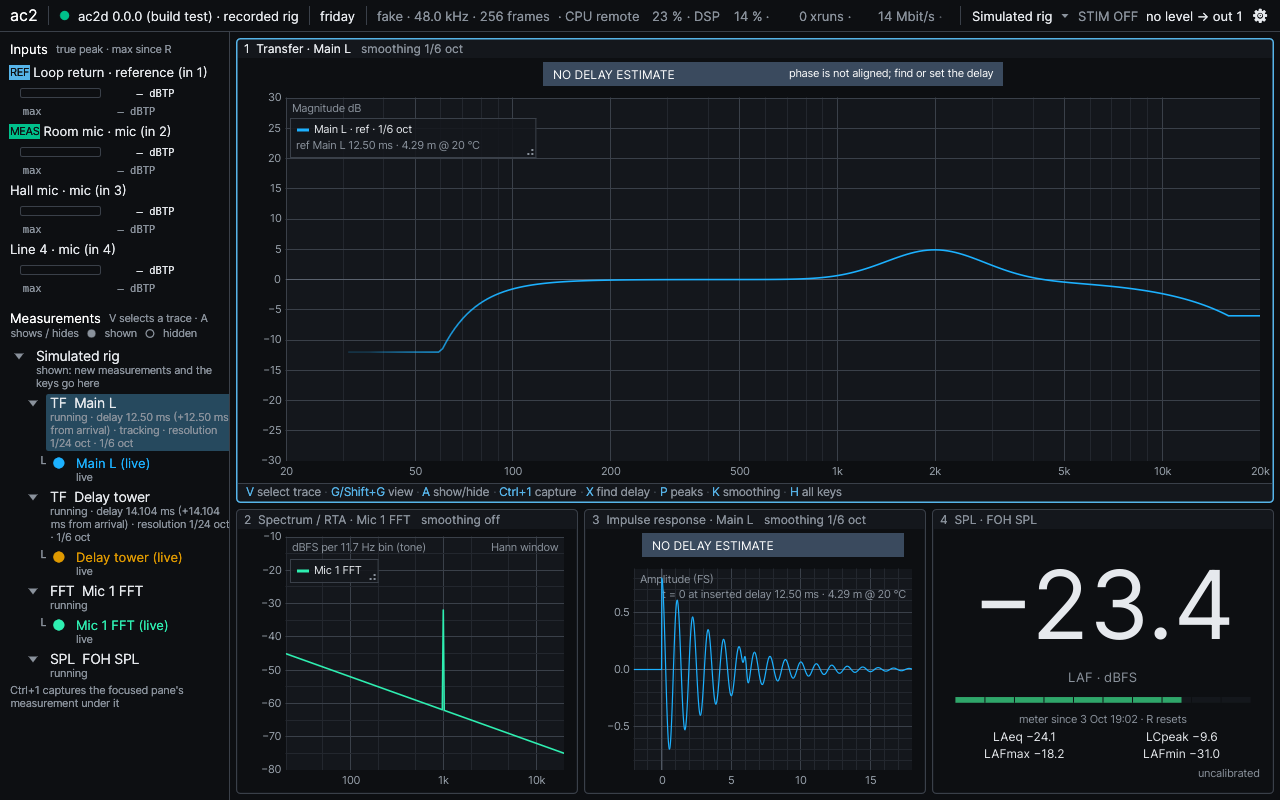 ac2 ac2d 0.0.0 (build test) · recorded rig friday fake · 48.0 kHz · 256 frames · CPU remote 23 % · DSP 14 % · 0 xruns · 14 Mbit/s · Simulated rig STIM OFF no level → out 1
Inputs true peak · max since R
REF Loop return · reference (in 1)
– dBTP
max – dBTP
MEAS Room mic · mic (in 2)
– dBTP
max – dBTP
Hall mic · mic (in 3)
– dBTP
max – dBTP
Line 4 · mic (in 4)
– dBTP
max – dBTP
Measurements V selects a trace · A
shows / hides shown hidden
Simulated rig
shown: new measurements and the
keys go here
TF Main L
running · delay 12.50 ms (+12.50 ms
from arrival) · tracking · resolution
1/24 oct · 1/6 oct
Main L (live)
live
TF Delay tower
running · delay 14.104 ms (+14.104
ms from arrival) · resolution 1/24 oct
· 1/6 oct
Delay tower (live)
live
FFT Mic 1 FFT
running
Mic 1 FFT (live)
live
SPL FOH SPL
running
Ctrl+1 captures the focused pane's
measurement under it
1 Transfer · Main L smoothing 1/6 oct
NO DELAY ESTIMATE phase is not aligned; find or set the delay
Magnitude dB
Main L · ref · 1/6 oct
ref Main L 12.50 ms · 4.29 m @ 20 °C
30
25
20
15
10
5
0
−5
−10
−15
−20
−25
−30
20 50 100 200 500 1k 2k 5k 10k 20k
V select trace · G/Shift+G view · A show/hide · Ctrl+1 capture · X find delay · P peaks · K smoothing · H all keys
2 Spectrum / RTA · Mic 1 FFT smoothing off
dBFS per 11.7 Hz bin (tone) Hann window
Mic 1 FFT
−10
−20
−30
−40
−50
−60
−70
−80
100 1k 10k
3 Impulse response · Main L smoothing 1/6 oct
NO DELAY ESTIMATE
Amplitude (FS)
t = 0 at inserted delay 12.50 ms · 4.29 m @ 20 °C
0.5
0.0
−0.5
0 5 10 15
4 SPL · FOH SPL
−23.4
LAF · dBFS
meter since 3 Oct 19:02 · R resets
LAeq −24.1 LCpeak −9.6
LAFmax −18.2 LAFmin −31.0
uncalibrated